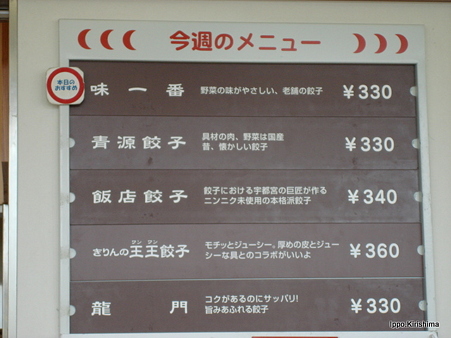 今週のメニュー
本日の
おすすめ
味一番
野菜の味がやさしい、老舗の餃子
¥330
青源餃子
具材の肉、野菜は国産
昔、懐かしい餃子
¥330
飯店餃子
餃子における宇都宮の巨匠が作る
ニンニク未使用の本格派餃子
¥340
きりんの王王餃子
ワン ワン
モチッとジューシー。厚めの皮とジュー
シーな具とのコラボがいいよ
¥360
龍門
コクがあるのにサッパリ!
旨みあふれる餃子
¥330
Ippo Kirishima